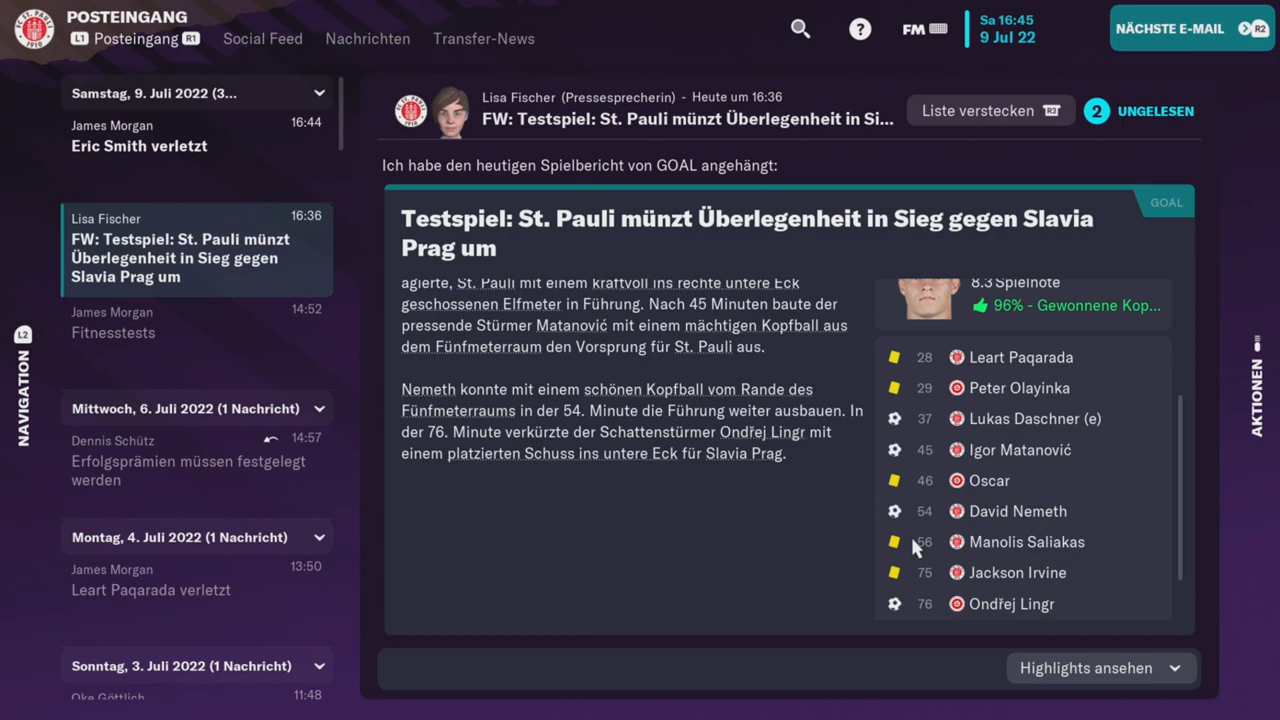 POSTEINGANG
L1 Posteingang R1 Social Feed Nachrichten Transfer-News
FM
Sa 16:45
9 Jul 22
NÄCHSTE E-MAIL R2
Samstag, 9. Juli 2022 (3...
James Morgan 16:44
Eric Smith verletzt
Lisa Fischer 16:36
FW: Testspiel: St. Pauli münzt
Überlegenheit in Sieg gegen
Slavia Prag um
James Morgan 14:52
Fitnesstests
Mittwoch, 6. Juli 2022 (1 Nachricht)
Dennis Schütz 14:57
Erfolgsprämien müssen festgelegt
werden
Montag, 4. Juli 2022 (1 Nachricht)
James Morgan 13:50
Leart Paqarada verletzt
Sonntag, 3. Juli 2022 (1 Nachricht)
Oke Göttlich 11:48
L2
NAVIGATION
Lisa Fischer (Pressesprecherin) - Heute um 16:36
FW: Testspiel: St. Pauli münzt Überlegenheit in Si...
Liste verstecken R3
2 UNGELESEN
Ich habe den heutigen Spielbericht von GOAL angehängt:
GOAL
Testspiel: St. Pauli münzt Überlegenheit in Sieg gegen Slavia
Prag um
agierte, St. Pauli mit einem kraftvoll ins rechte untere Eck
geschossenen Elfmeter in Führung. Nach 45 Minuten baute der
pressende Stürmer Matanović mit einem mächtigen Kopfball aus
dem Fünfmeterraum den Vorsprung für St. Pauli aus.
Nemeth konnte mit einem schönen Kopfball vom Rande des
Fünfmeterraums in der 54. Minute die Führung weiter ausbauen. In
der 76. Minute verkürzte der Schattenstürmer Ondřej Lingr mit
einem platzierten Schuss ins untere Eck für Slavia Prag.
8.3 Spielnote
96% - Gewonnene Kop...
28 Leart Paqarada
29 Peter Olayinka
37 Lukas Daschner (e)
45 Igor Matanović
46 Oscar
54 David Nemeth
56 Manolis Saliakas
75 Jackson Irvine
76 Ondřej Lingr
Highlights ansehen
AKTIONEN